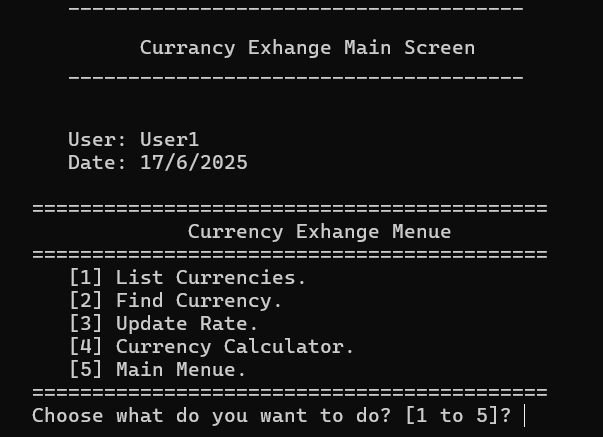 ---------------------------------------
Currancy Exhange Main Screen
---------------------------------------
User: User1
Date: 17/6/2025
===========================================
Currency Exhange Menue
===========================================
[1] List Currencies.
[2] Find Currency.
[3] Update Rate.
[4] Currency Calculator.
[5] Main Menue.
===========================================
Choose what do you want to do? [1 to 5]?